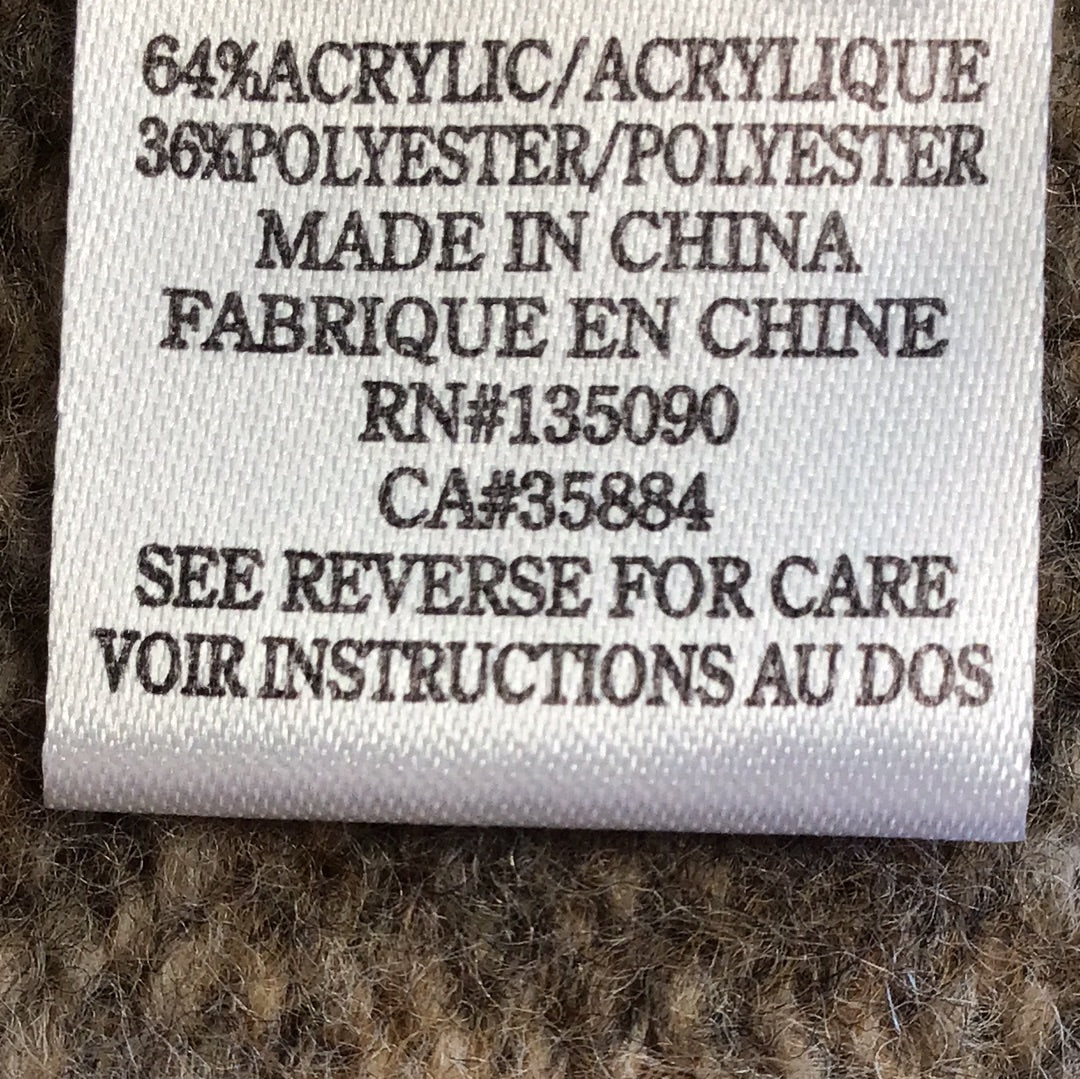 64%ACRYLIC/ACRYLIQUE
36%POLYESTER/POLYESTER
MADE IN CHINA
FABRIQUE EN CHINE
RN#135090
CA#35884
SEE REVERSE FOR CARE
VOIR INSTRUCTIONS AU DOS